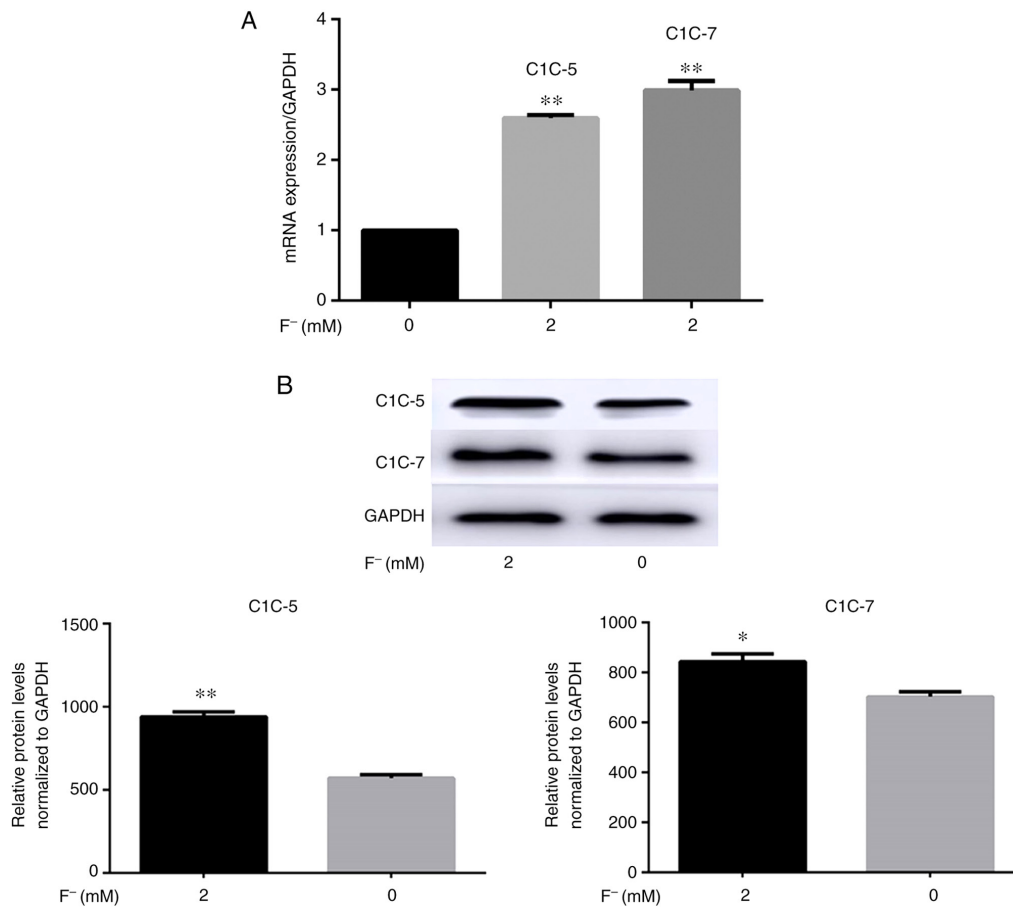 A
4
3
2
1
0
mRNA expression/GAPDH
C1C-5
**
C1C-7
**
F⁻ (mM) 0 2 2
B
C1C-5
C1C-7
GAPDH
F⁻ (mM) 2 0
C1C-5
1500
1000
500
0
Relative protein levels
normalized to GAPDH
**
F⁻ (mM) 2 0
C1C-7
1000
800
600
400
200
0
Relative protein levels
normalized to GAPDH
*
F⁻ (mM) 2 0